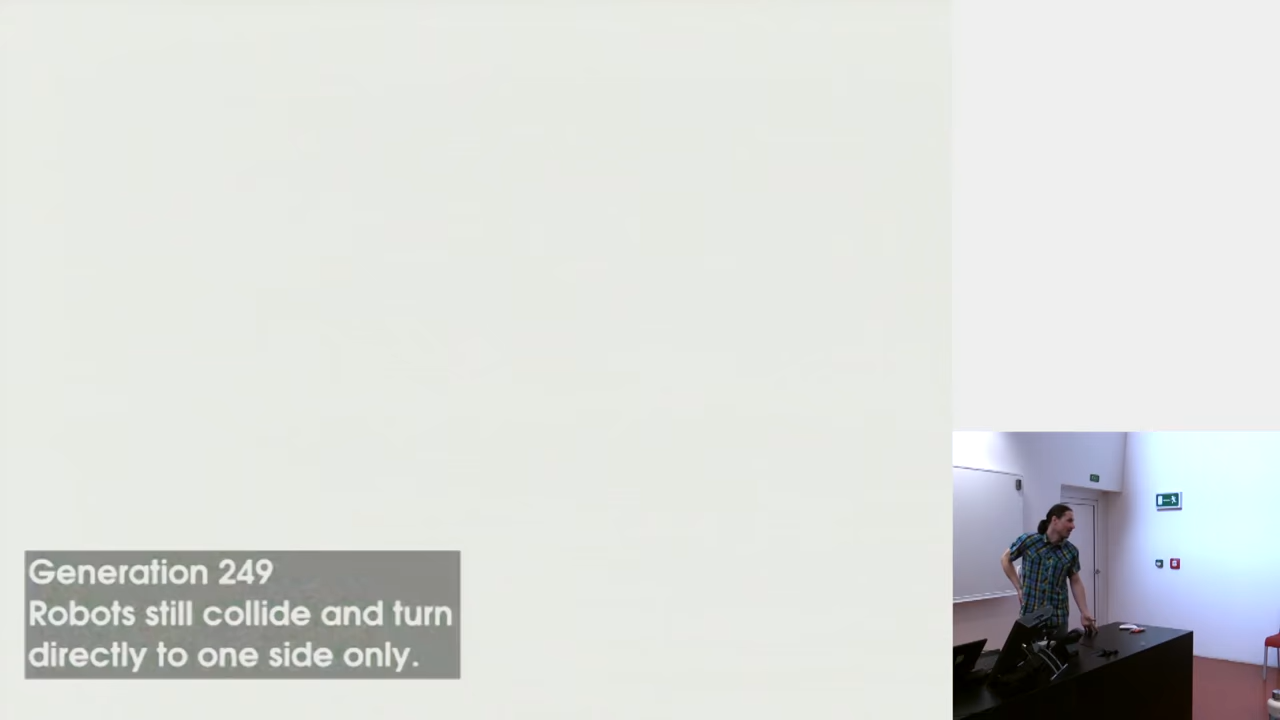 Generation 249
Robots still collide and turn
directly to one side only.